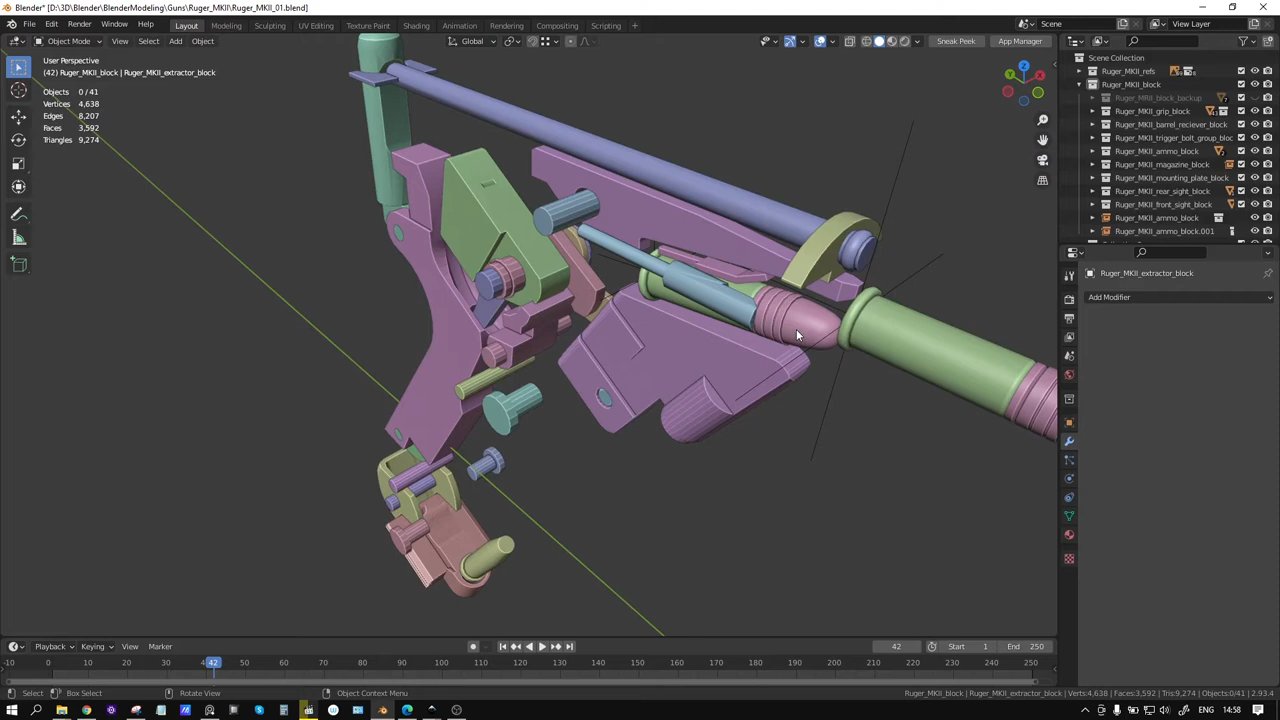 Blender* [D:\3D\Blender\BlenderModeling\Guns\Ruger_MKII\Ruger_MKII_01.blend]
File Edit Render Window Help Layout Modeling Sculpting UV Editing Texture Paint Shading Animation Rendering Compositing Scripting Scene View Layer
Object Mode View Select Add Object Global Sneak Peek App Manager
User Perspective
(42) Ruger_MKII_block | Ruger_MKII_extractor_block
Objects 0/41
Vertices 4,638
Edges 8,207
Faces 3,592
Triangles 9,274
Z
Y
X
Scene Collection
Ruger_MKII_refs
Ruger_MKII_block
Ruger_MKII_block_backup
Ruger_MKII_grip_block
Ruger_MKII_barrel_reciever_block
Ruger_MKII_trigger_bolt_group_bloc
Ruger_MKII_ammo_block
Ruger_MKII_magazine_block
Ruger_MKII_mounting_plate_block
Ruger_MKII_rear_sight_block
Ruger_MKII_front_sight_block
Ruger_MKII_ammo_block
Ruger_MKII_ammo_block.001
Ruger_MKII_extractor_block
Add Modifier
Playback Keying View Marker 42 Start 1 End 250
-10 0 10 20 30 42 50 60 70 80 90 100 110 120 130 140 150 160 170 180 190 200 210 220 230 240 250
Select Box Select Rotate View Object Context Menu Ruger_MKII_block | Ruger_MKII_extractor_block | Verts:4,638 | Faces:3,592 | Tris:9,274 | Objects:0/41 | 2.93.4
ENG 14:58